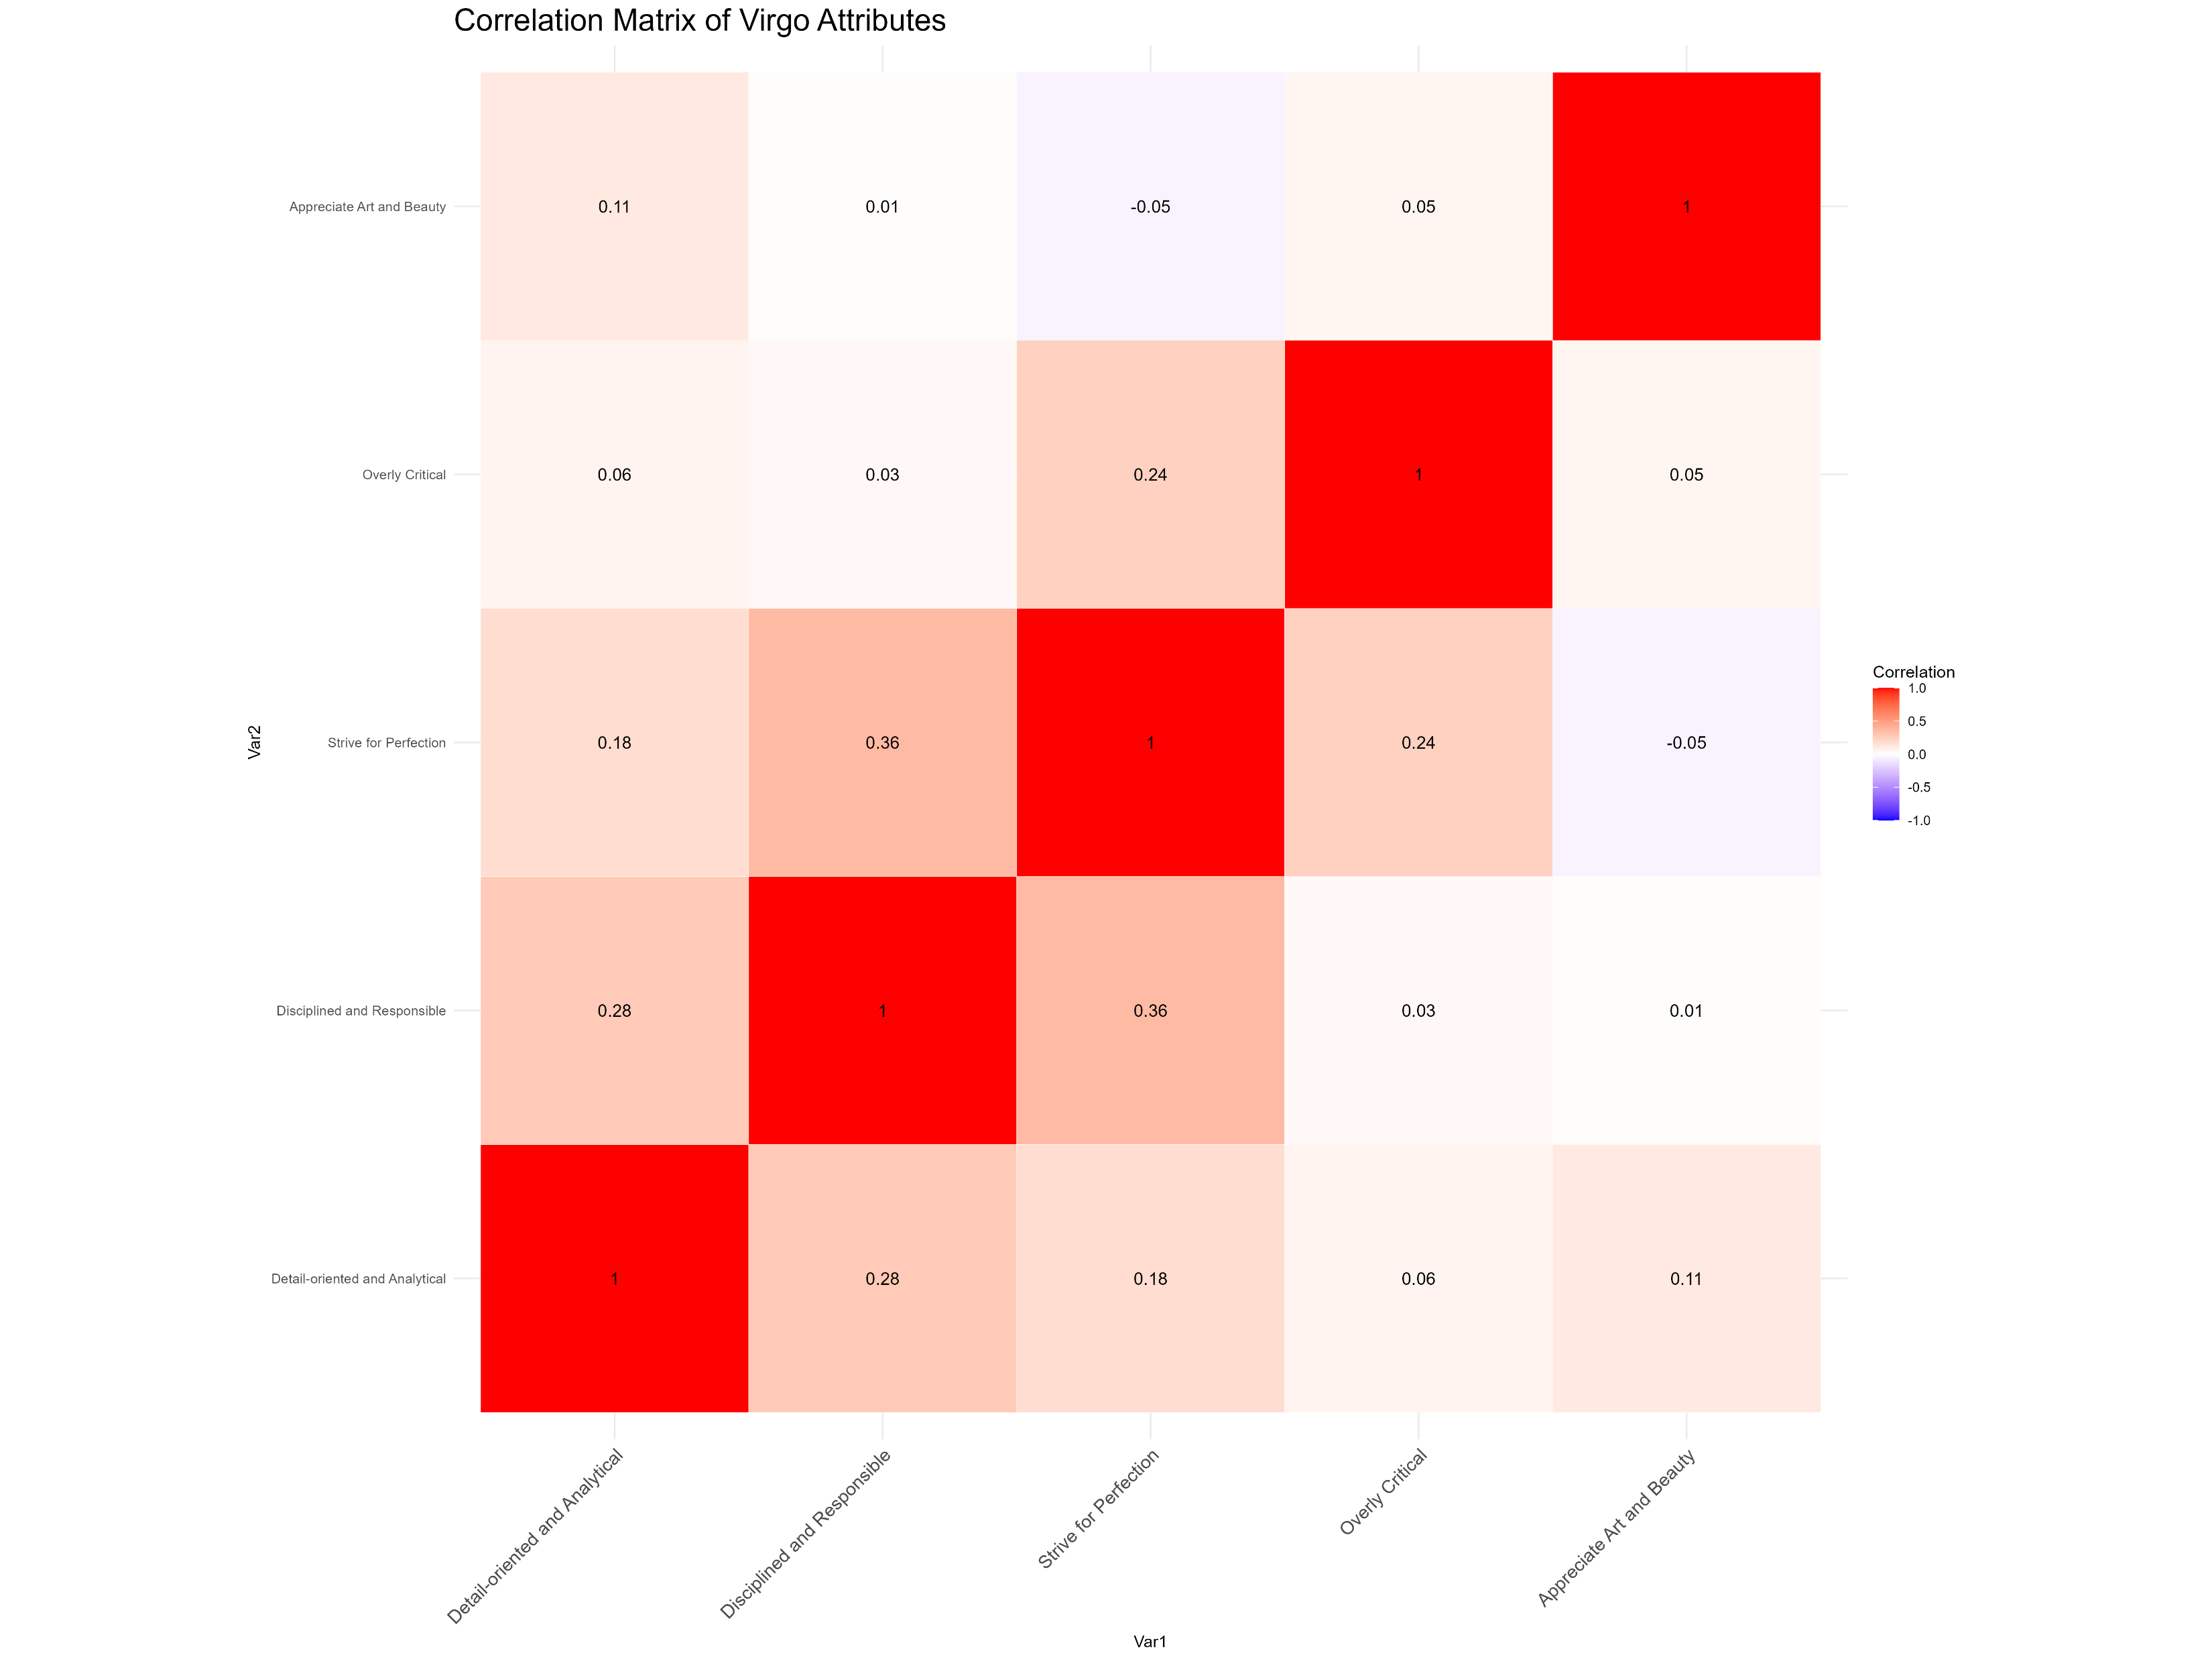 Correlation Matrix of Virgo Attributes
Appreciate Art and Beauty
0.11
0.01
-0.05
0.05
1
Overly Critical
0.06
0.03
0.24
1
0.05
Strive for Perfection
0.18
0.36
1
0.24
-0.05
Disciplined and Responsible
0.28
1
0.36
0.03
0.01
Detail-oriented and Analytical
1
0.28
0.18
0.06
0.11
Var2
Detail-oriented and Analytical
Disciplined and Responsible
Strive for Perfection
Overly Critical
Appreciate Art and Beauty
Var1
Correlation
1.0
0.5
0.0
-0.5
-1.0